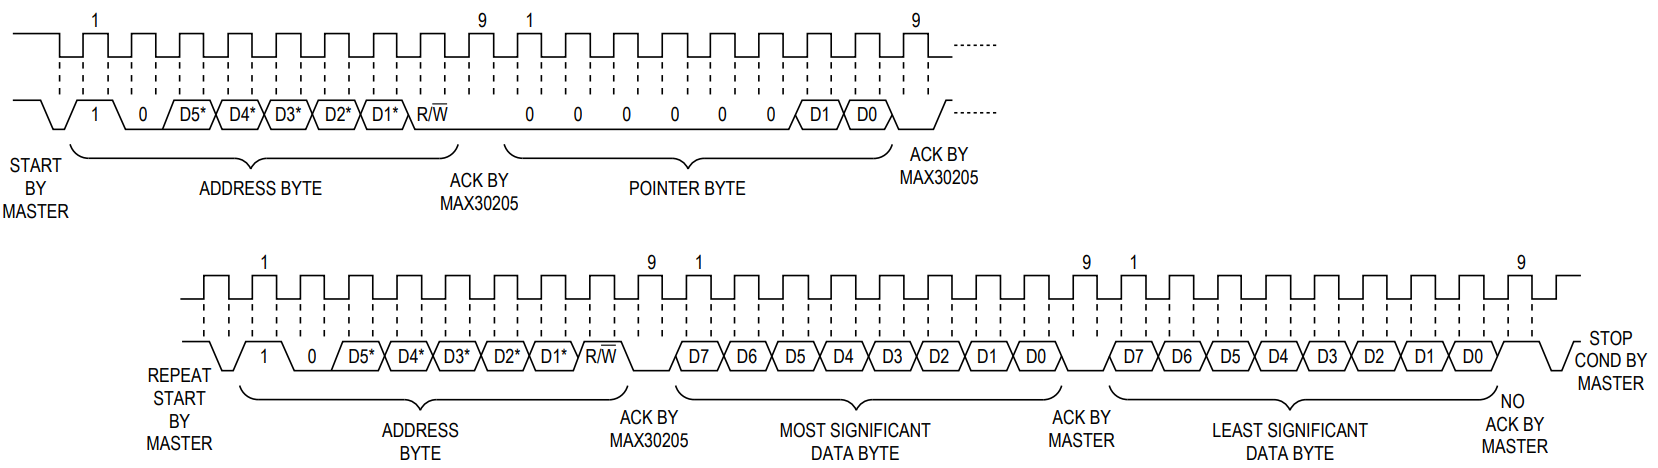 1 9 1 9
1 0 D5* D4* D3* D2* D1* R/W 0 0 0 0 0 0 D1 D0
START
BY
MASTER
ADDRESS BYTE
ACK BY
MAX30205
POINTER BYTE
ACK BY
MAX30205
1 9 1 9 1 9
1 0 D5* D4* D3* D2* D1* R/W D7 D6 D5 D4 D3 D2 D1 D0 D7 D6 D5 D4 D3 D2 D1 D0
REPEAT
START
BY
MASTER
ADDRESS
BYTE
ACK BY
MAX30205
MOST SIGNIFICANT
DATA BYTE
ACK BY
MASTER
LEAST SIGNIFICANT
DATA BYTE
NO
ACK BY
MASTER
STOP
COND BY
MASTER